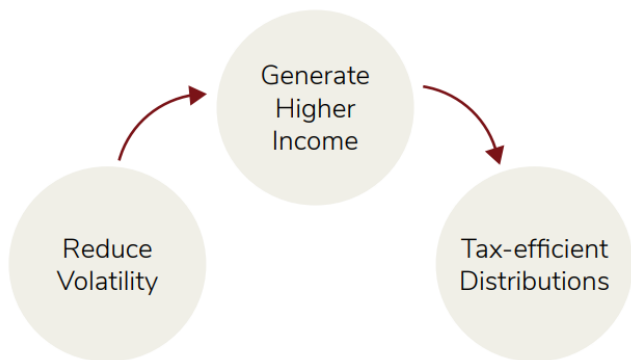 Generate
Higher
Income
Reduce
Volatility
Tax-efficient
Distributions